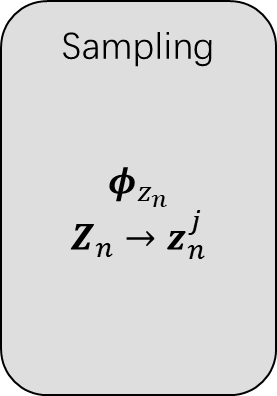 Sampling
𝝓_{z_n}
𝒁_n → 𝒛_n^j